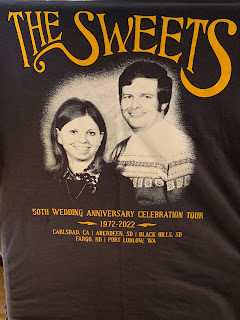 THE SWEETS
50TH WEDDING ANNIVERSARY CELEBRATION TOUR
1972-2022
CARLSBAD, CA | ABERDEEN, SD | BLACK HILLS, SD
FARGO, ND | PORT LUDLOW, WA